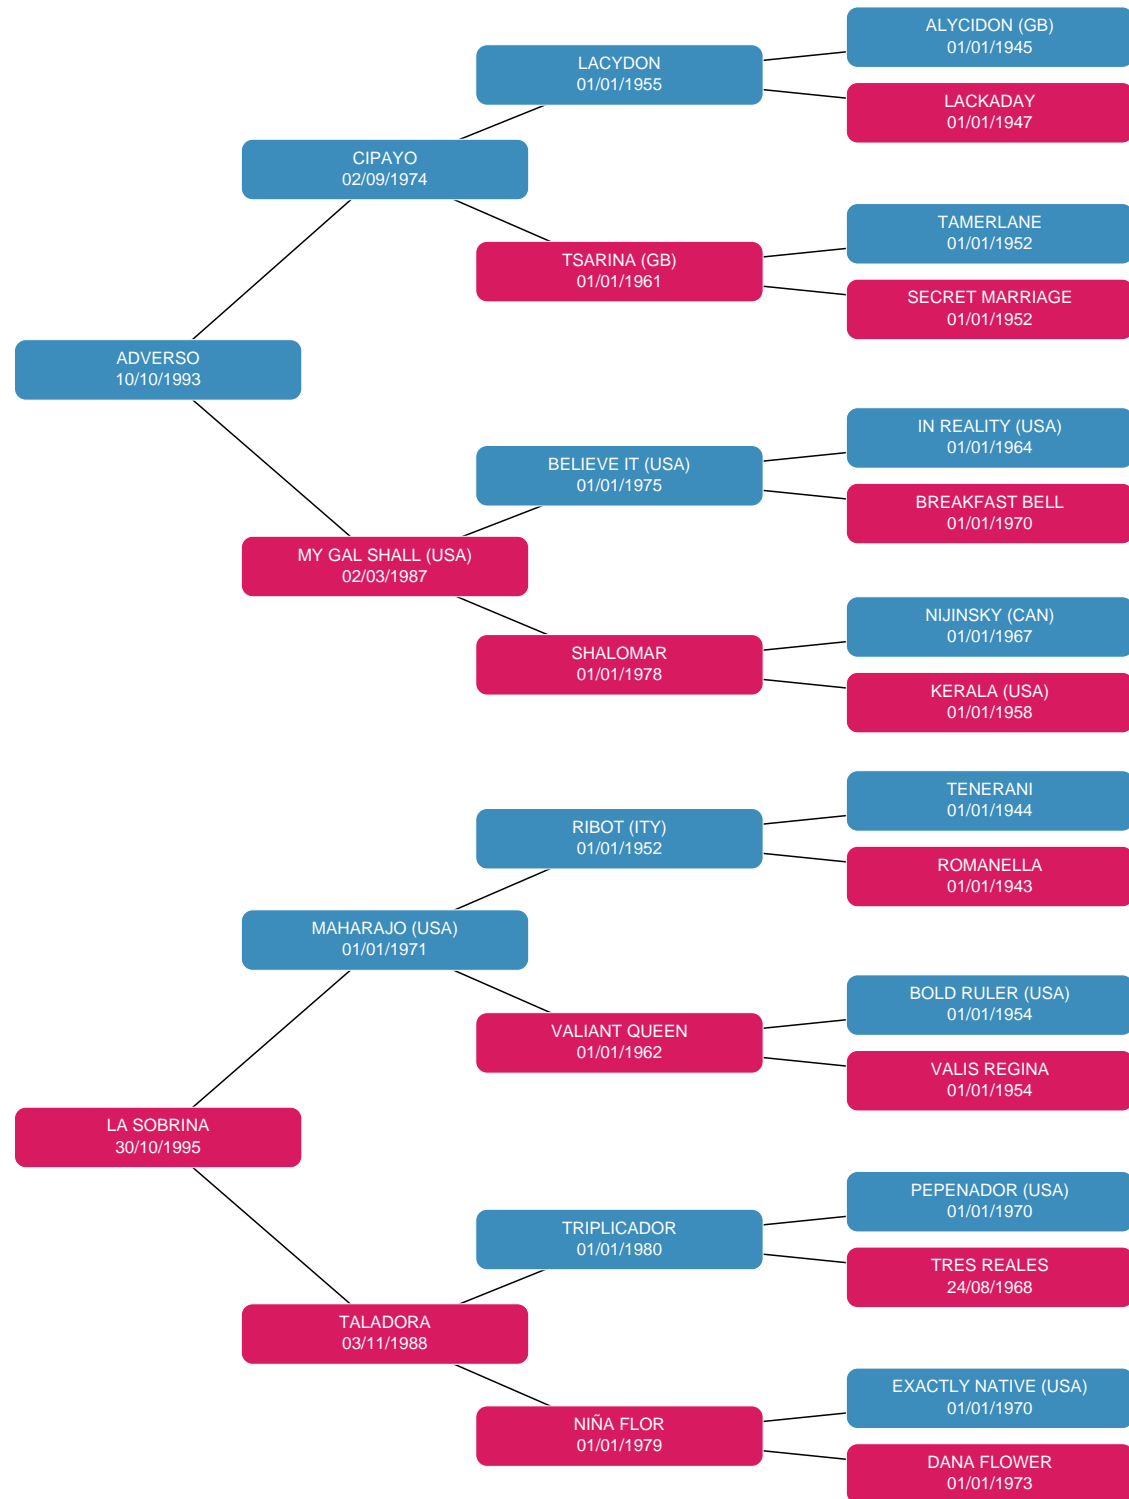 ALYCIDON (GB)
01/01/1945
LACYDON
01/01/1955
LACKADAY
01/01/1947
CIPAYO
02/09/1974
TAMERLANE
01/01/1952
TSARINA (GB)
01/01/1961
SECRET MARRIAGE
01/01/1952
ADVERSO
10/10/1993
IN REALITY (USA)
01/01/1964
BELIEVE IT (USA)
01/01/1975
BREAKFAST BELL
01/01/1970
MY GAL SHALL (USA)
02/03/1987
NIJINSKY (CAN)
01/01/1967
SHALOMAR
01/01/1978
KERALA (USA)
01/01/1958
TENERANI
01/01/1944
RIBOT (ITY)
01/01/1952
ROMANELLA
01/01/1943
MAHARAJO (USA)
01/01/1971
BOLD RULER (USA)
01/01/1954
VALIANT QUEEN
01/01/1962
VALIS REGINA
01/01/1954
LA SOBRINA
30/10/1995
PEPENADOR (USA)
01/01/1970
TRIPLICADOR
01/01/1980
TRES REALES
24/08/1968
TALADORA
03/11/1988
EXACTLY NATIVE (USA)
01/01/1970
NIÑA FLOR
01/01/1979
DANA FLOWER
01/01/1973